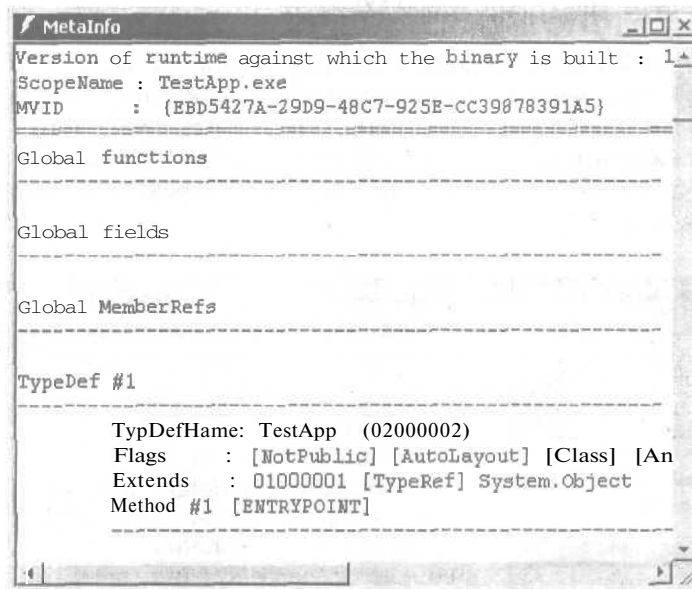 MetaInfo
Version of runtime against which the binary is built : 1
ScopeName : TestApp.exe
MVID : {EBD5427A-29D9-48C7-925E-CC39878391A5}
Global functions
Global fields
Global MemberRefs
TypeDef #1
TypDefHame: TestApp (02000002)
Flags : [NotPublic] [AutoLayout] [Class] [An
Extends : 01000001 [TypeRef] System.Object
Method #1 [ENTRYPOINT]